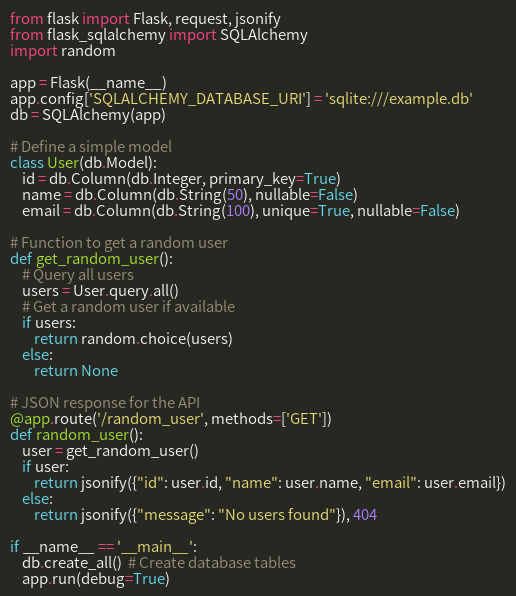 from flask import Flask, request, jsonify
from flask_sqlalchemy import SQLAlchemy
import random

app = Flask(__name__)
app.config['SQLALCHEMY_DATABASE_URI'] = 'sqlite:///example.db'
db = SQLAlchemy(app)

# Define a simple model
class User(db.Model):
    id = db.Column(db.Integer, primary_key=True)
    name = db.Column(db.String(50), nullable=False)
    email = db.Column(db.String(100), unique=True, nullable=False)

# Function to get a random user
def get_random_user():
    # Query all users
    users = User.query.all()
    # Get a random user if available
    if users:
        return random.choice(users)
    else:
        return None

# JSON response for the API
@app.route('/random_user', methods=['GET'])
def random_user():
    user = get_random_user()
    if user:
        return jsonify({"id": user.id, "name": user.name, "email": user.email})
    else:
        return jsonify({"message": "No users found"}), 404

if __name__ == '__main__':
    db.create_all()  # Create database tables
    app.run(debug=True)